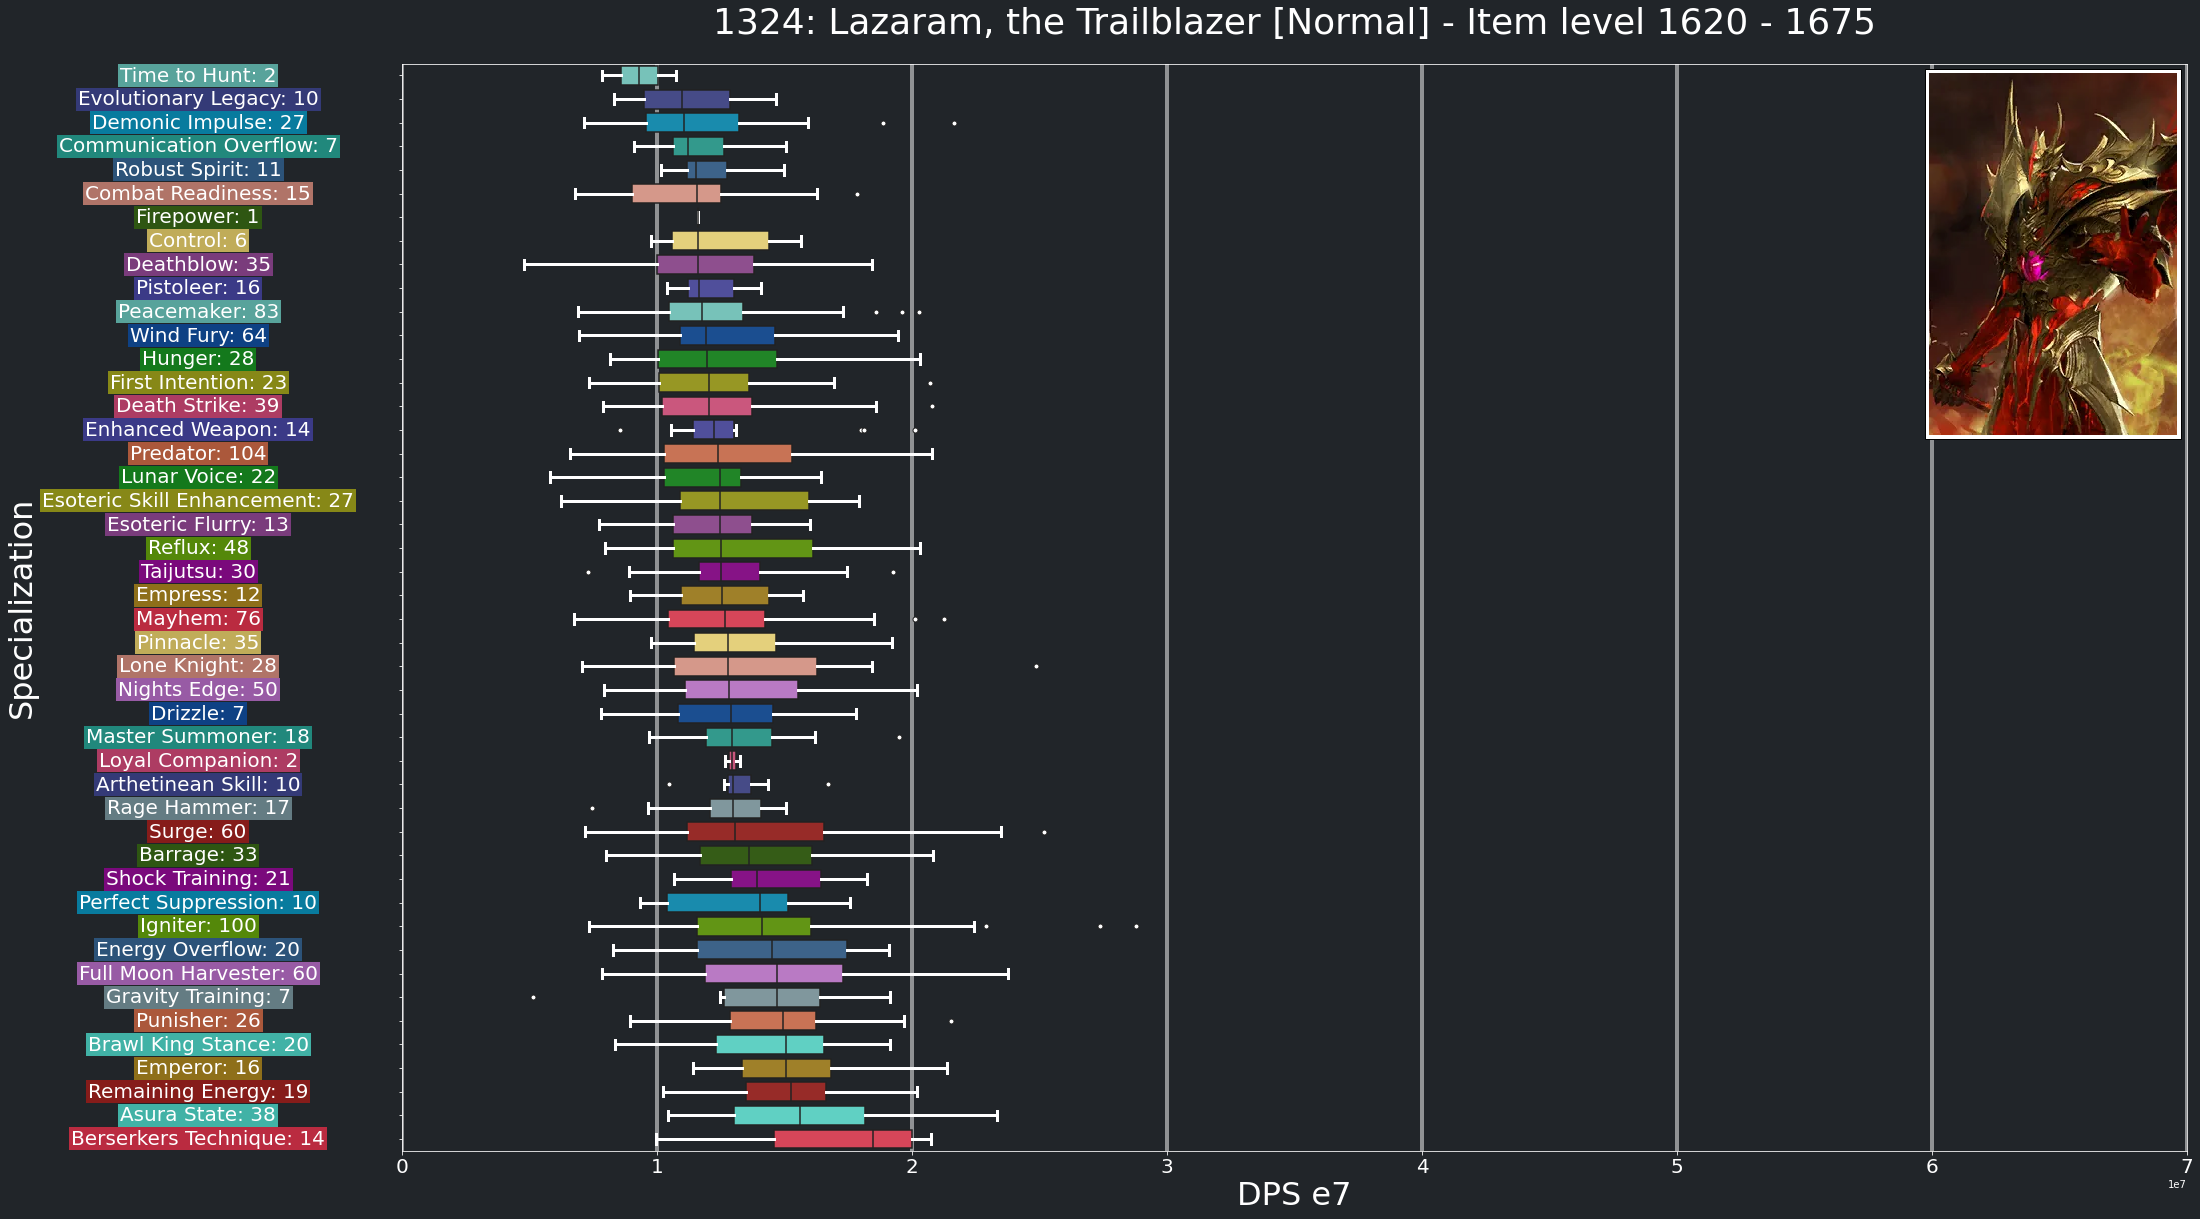 1324: Lazaram, the Trailblazer [Normal] - Item level 1620 - 1675
Specialization
Time to Hunt: 2
Evolutionary Legacy: 10
Demonic Impulse: 27
Communication Overflow: 7
Robust Spirit: 11
Combat Readiness: 15
Firepower: 1
Control: 6
Deathblow: 35
Pistoleer: 16
Peacemaker: 83
Wind Fury: 64
Hunger: 28
First Intention: 23
Death Strike: 39
Enhanced Weapon: 14
Predator: 104
Lunar Voice: 22
Esoteric Skill Enhancement: 27
Esoteric Flurry: 13
Reflux: 48
Taijutsu: 30
Empress: 12
Mayhem: 76
Pinnacle: 35
Lone Knight: 28
Nights Edge: 50
Drizzle: 7
Master Summoner: 18
Loyal Companion: 2
Arthetinean Skill: 10
Rage Hammer: 17
Surge: 60
Barrage: 33
Shock Training: 21
Perfect Suppression: 10
Igniter: 100
Energy Overflow: 20
Full Moon Harvester: 60
Gravity Training: 7
Punisher: 26
Brawl King Stance: 20
Emperor: 16
Remaining Energy: 19
Asura State: 38
Berserkers Technique: 14
0 1 2 3 4 5 6 7
1e7
DPS e7